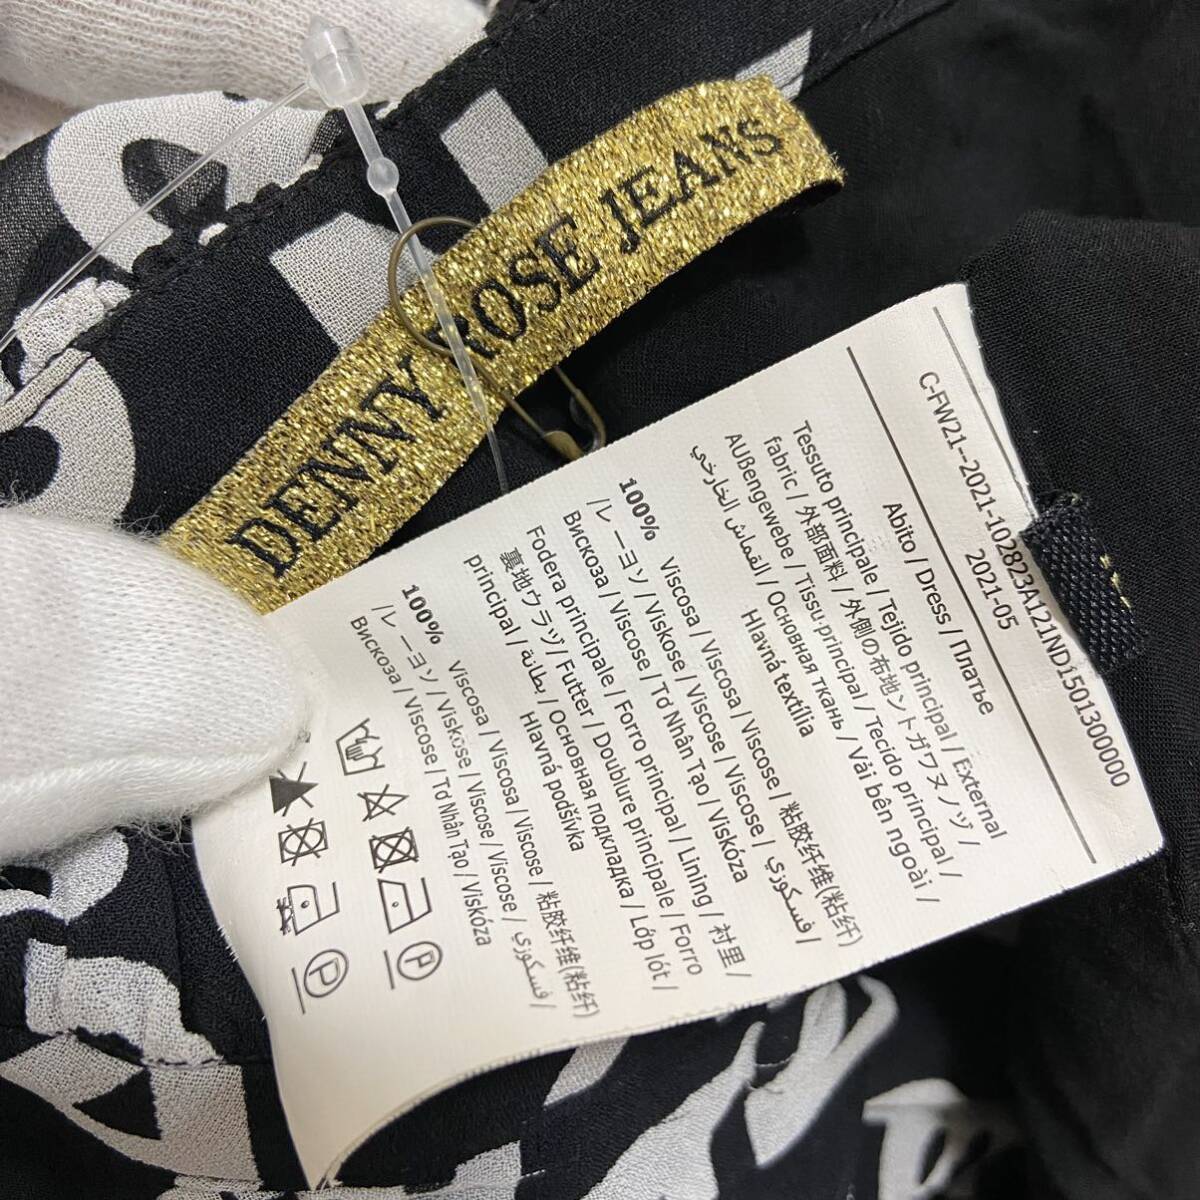 DENNY ROSE JEANS
C-FW21--2021-102823A121ND1501300000
2021-05
Abito / Dress / Платье
Tessuto principale / Tejido principal / External
fabric / 外部面料 / 外側の布地ソトガワヌノヅ /
AUßengewebe / Tissu principal / Tecido principal /
القماش الخارجي / Основная ткань / Vải bên ngoài /
Hlavná textília
100% Viscosa / Viscosa / Viscose / 粘胶纤维(粘纤)
/レーヨン / Viskose / Viscose / Viscose / فسكوزي /
Вискоза / Viscose / Tơ Nhân Tạo / Viskóza
Fodera principale / Forro principal / Lining / 衬里 /
裏地ウラヅ / Futter / Doublure principale / Forro
principal / بطانة / Основная подкладка / Lớp lót /
Hlavná podšívka
100% Viscosa / Viscosa / Viscose / 粘胶纤维(粘纤)
/レーヨン / Viskose / Viscose / Viscose / فسكوزي /
Вискоза / Viscose / Tơ Nhân Tạo / Viskóza
P
P